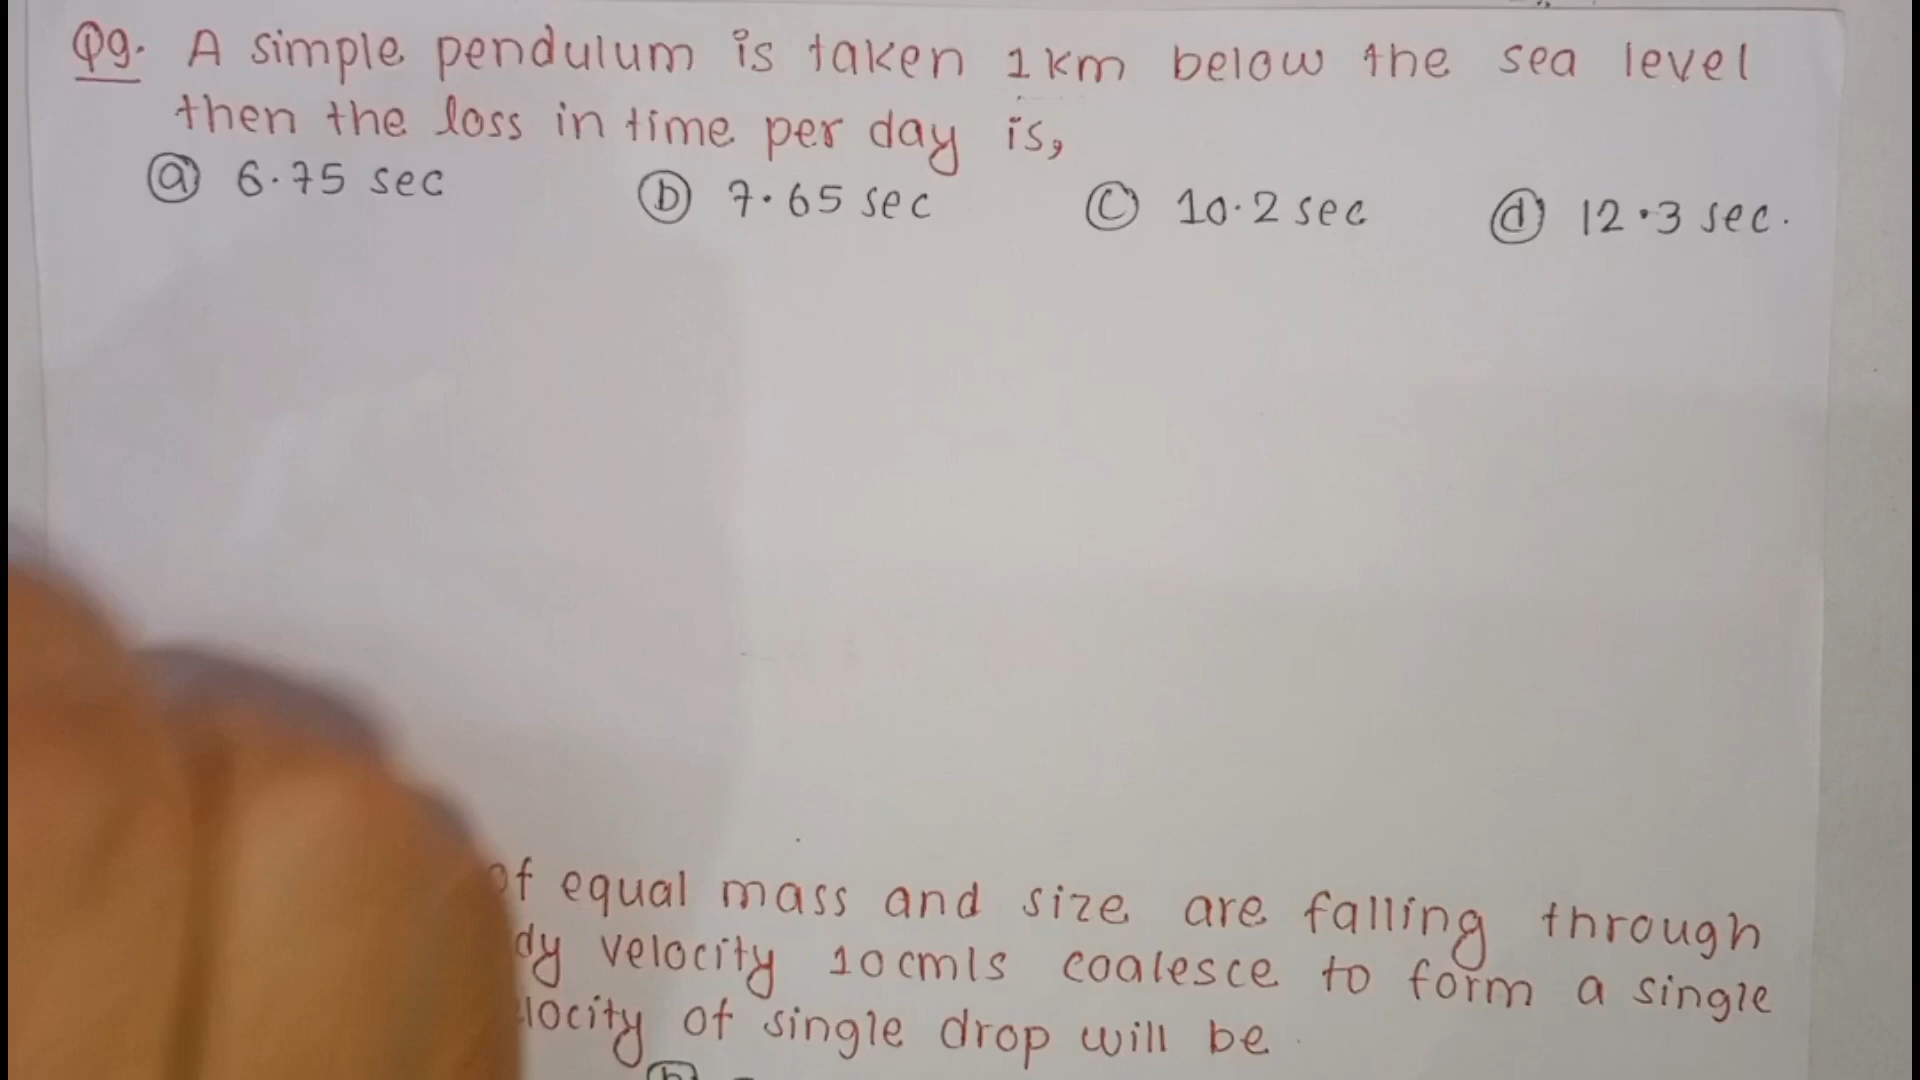 Q9. A simple pendulum is taken 1km below the sea level
then the loss in time per day is,
ⓐ 6.75 sec ⓑ 7.65 sec ⓒ 10.2 sec ⓓ 12.3 sec.
of equal mass and size are falling through
dy velocity 10cm/s coalesce to form a single
locity of single drop will be